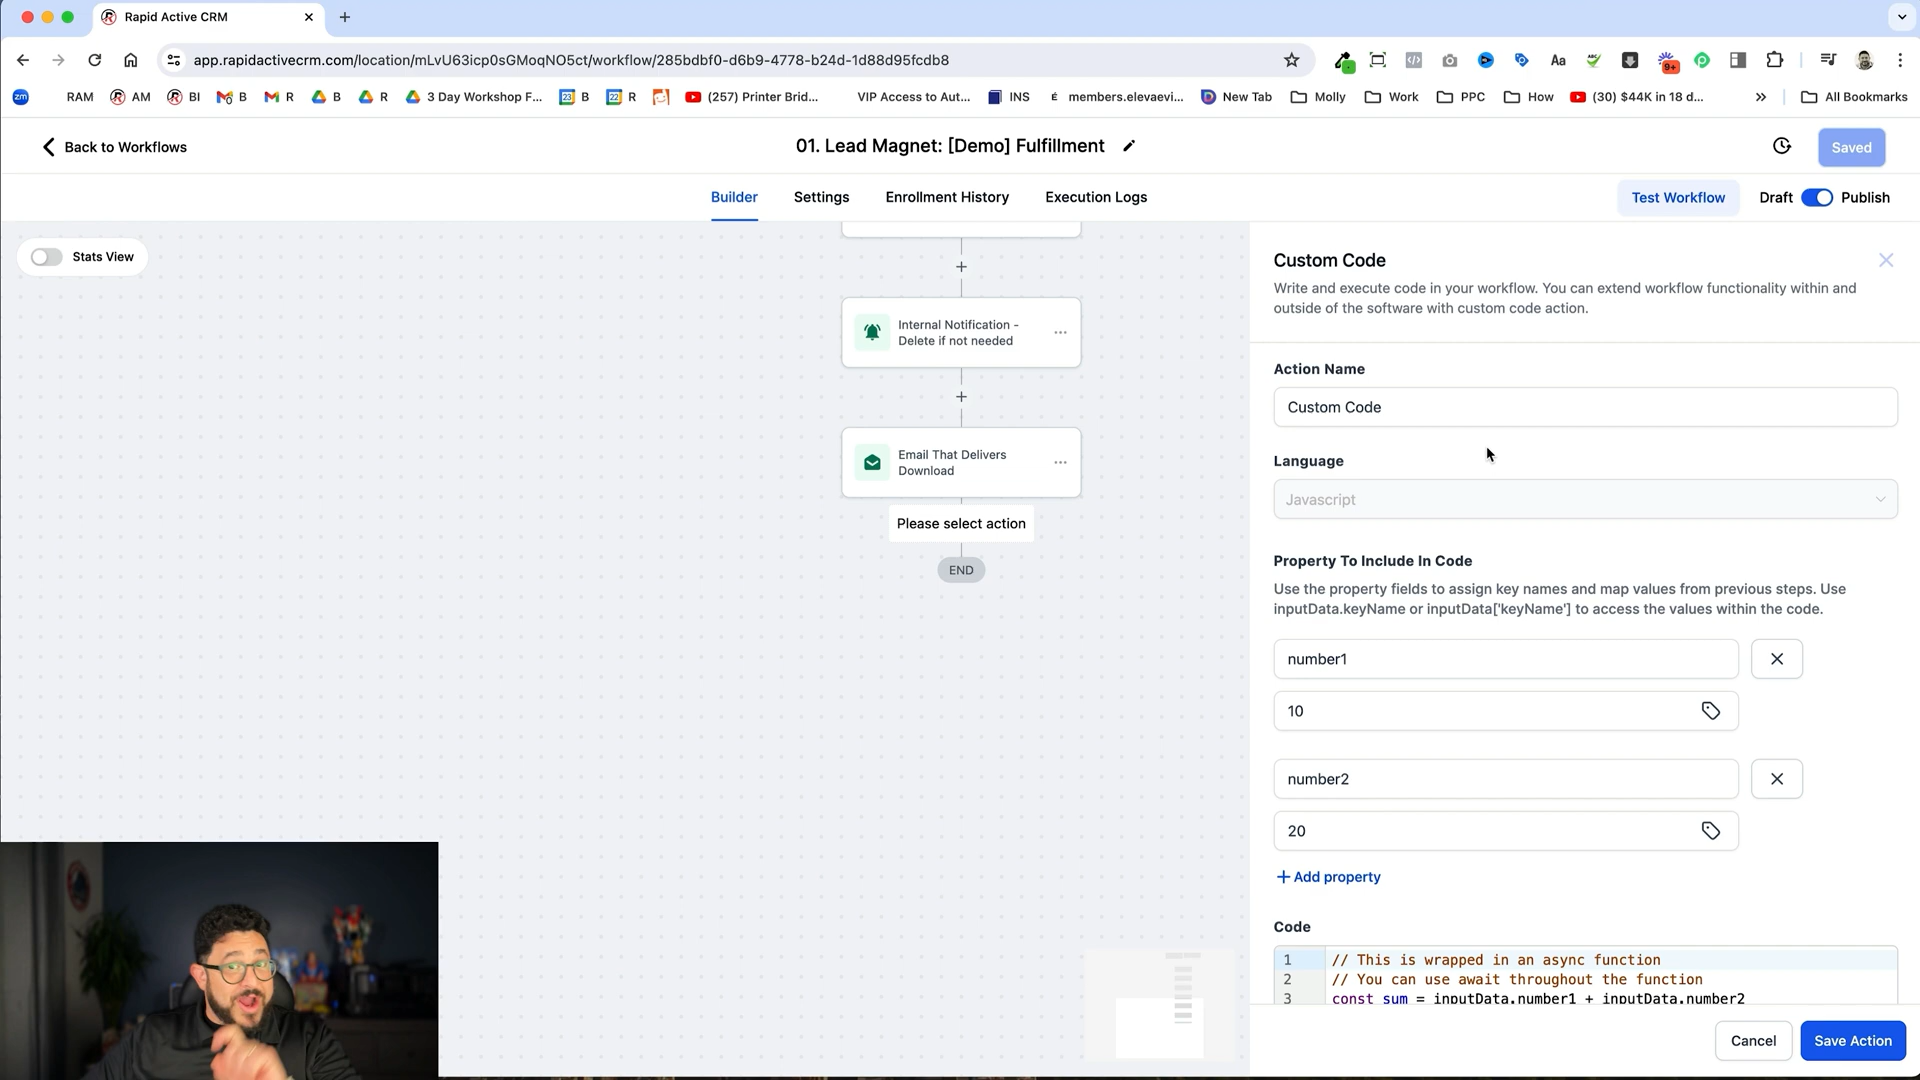 Rapid Active CRM
app.rapidactivecrm.com/location/mLvU63icp0sGMoqNO5ct/workflow/285bdbf0-d6b9-4778-b24d-1d88d95fcdb8
Aa
9+
zm
RAM
AM
BI
B
R
B
R
3 Day Workshop F...
23
B
22
R
(257) Printer Brid...
VIP Access to Aut...
INS
É
members.elevaevi...
New Tab
Molly
Work
PPC
How
(30) $44K in 18 d...
All Bookmarks
Back to Workflows
01. Lead Magnet: [Demo] Fulfillment
Saved
Builder
Settings
Enrollment History
Execution Logs
Test Workflow
Draft
Publish
Stats View
Internal Notification -
Delete if not needed
Email That Delivers
Download
Please select action
END
Custom Code
Write and execute code in your workflow. You can extend workflow functionality within and
outside of the software with custom code action.
Action Name
Custom Code
Language
Javascript
Property To Include In Code
Use the property fields to assign key names and map values from previous steps. Use
inputData.keyName or inputData['keyName'] to access the values within the code.
number1
10
number2
20
+ Add property
Code
1 // This is wrapped in an async function
2 // You can use await throughout the function
3 const sum = inputData.number1 + inputData.number2
Cancel
Save Action